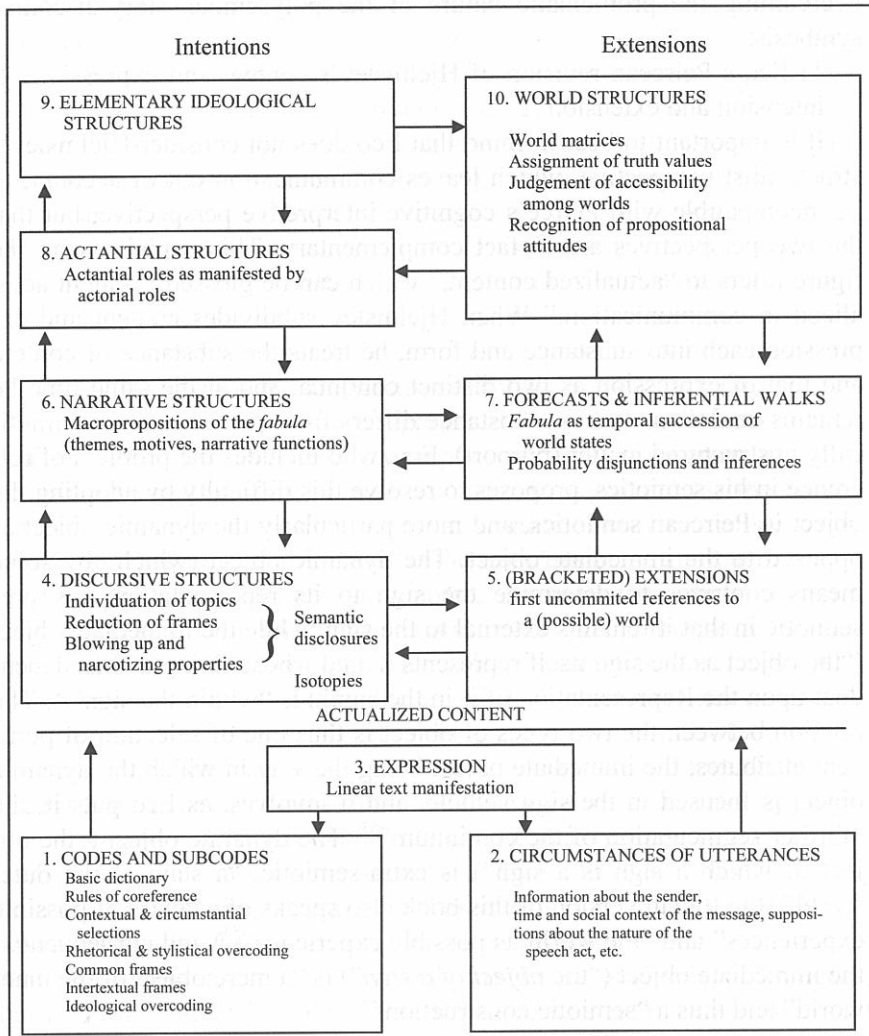 Intentions
Extensions
9. ELEMENTARY IDEOLOGICAL
STRUCTURES
10. WORLD STRUCTURES
World matrices
Assignment of truth values
Judgement of accessibility
among worlds
Recognition of propositional
attitudes
8. ACTANTIAL STRUCTURES
Actantial roles as manifested by
actorial roles
6. NARRATIVE STRUCTURES
Macropropositions of the fabula
(themes, motives, narrative functions)
7. FORECASTS & INFERENTIAL WALKS
Fabula as temporal succession of
world states
Probability disjunctions and inferences
4. DISCURSIVE STRUCTURES
Individuation of topics
Reduction of frames
Blowing up and
narcotizing properties
Semantic
disclosures
Isotopies
5. (BRACKETED) EXTENSIONS
first uncommitted references to
a (possible) world
ACTUALIZED CONTENT
3. EXPRESSION
Linear text manifestation
1. CODES AND SUBCODES
Basic dictionary
Rules of coreference
Contextual & circumstantial
selections
Rhetorical & stylistical overcoding
Common frames
Intertextual frames
Ideological overcoding
2. CIRCUMSTANCES OF UTTERANCES
Information about the sender,
time and social context of the message, supposi-
tions about the nature of the
speech act, etc.